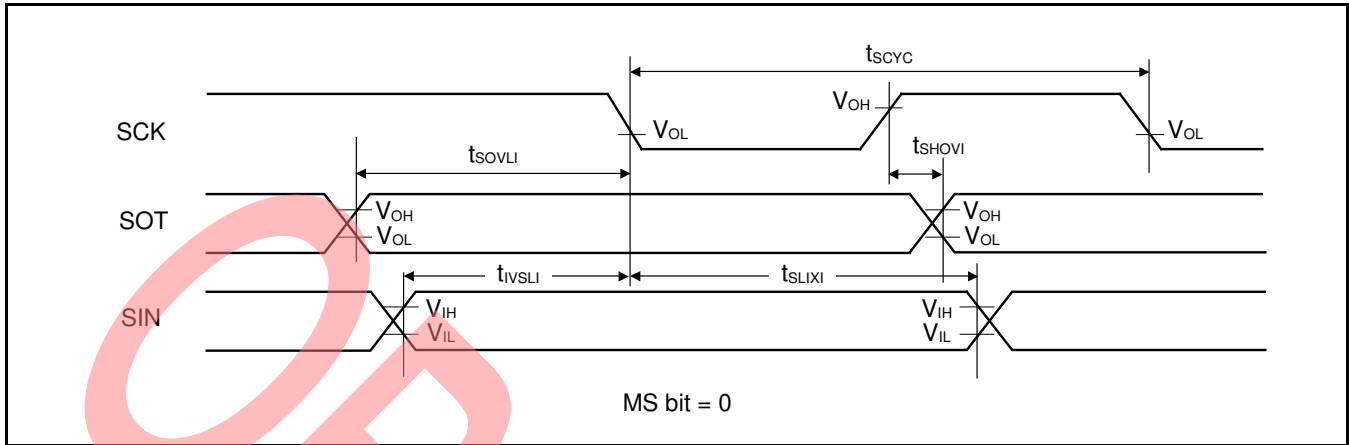 tSCYC
SCK
VOL
VOH
VOL
tSOVLI
tSHOVI
SOT
VOH
VOL
VOH
VOL
tIVSLI
tSLIXI
SIN
VIH
VIL
VIH
VIL
MS bit = 0